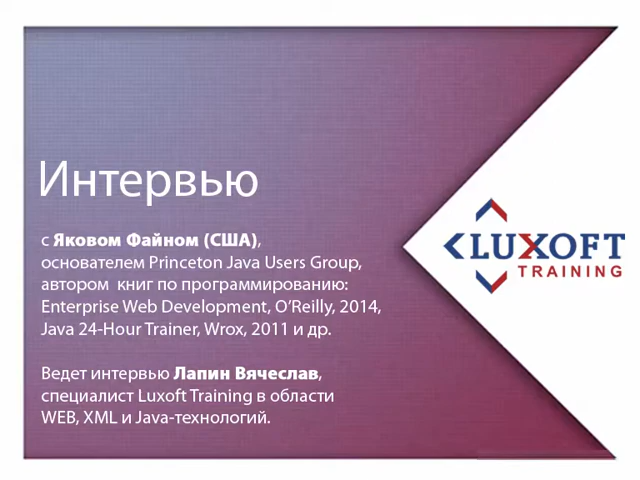 Интервью
с Яковом Файном (США),
основателем Princeton Java Users Group,
автором книг по программированию:
Enterprise Web Development, O'Reilly, 2014,
Java 24-Hour Trainer, Wrox, 2011 и др.
Ведет интервью Лапин Вячеслав,
специалист Luxoft Training в области
WEB, XML и Java-технологий.
LUXOFT
TRAINING